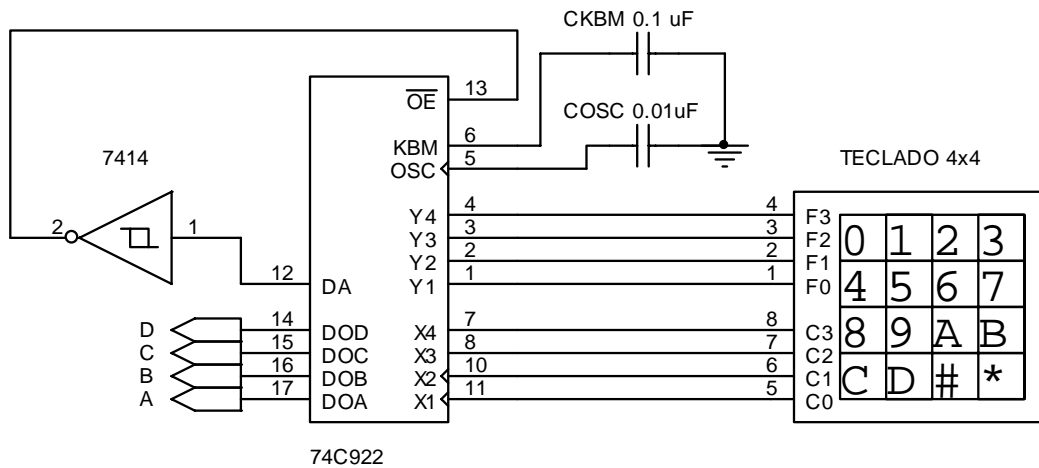 CKBM 0.1 uF
13
OE
COSC 0.01uF
6
KBM
5
OSC
7414
TECLADO 4x4
2
1
4
Y4
4
F3
3
Y3
3
F2
2
Y2
2
F1
1
Y1
1
F0
0 1 2 3
4 5 6 7
8 9 A B
C D # *
12
DA
D
14
DOD
X4
7
8
C3
C
15
DOC
X3
8
7
C2
B
16
DOB
X2
10
6
C1
A
17
DOA
X1
11
5
C0
74C922